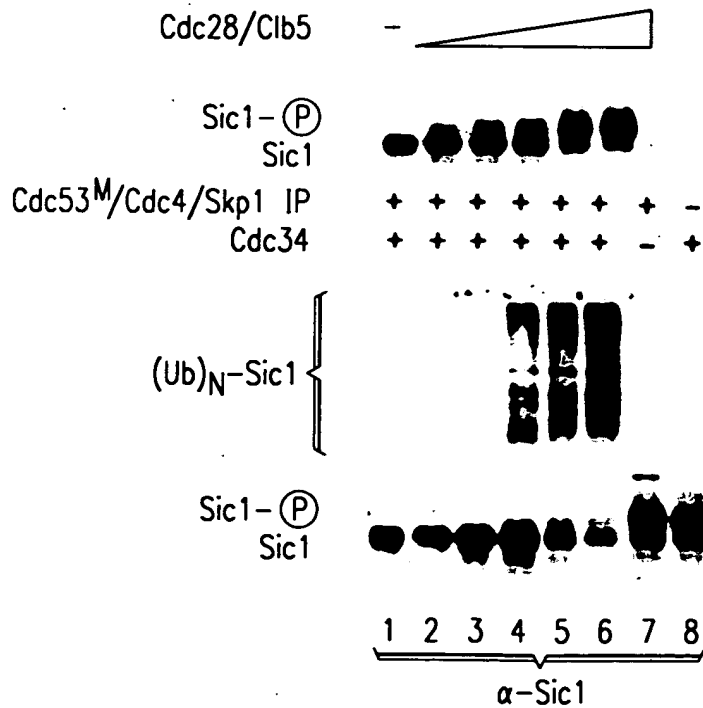 Cdc28/Clb5 −
Sic1-Ⓟ
Sic1
Cdc53ᴹ/Cdc4/Skp1 IP + + + + + + + −
Cdc34 + + + + + + − +
(Ub)N-Sic1
Sic1-Ⓟ
Sic1
1 2 3 4 5 6 7 8
α-Sic1